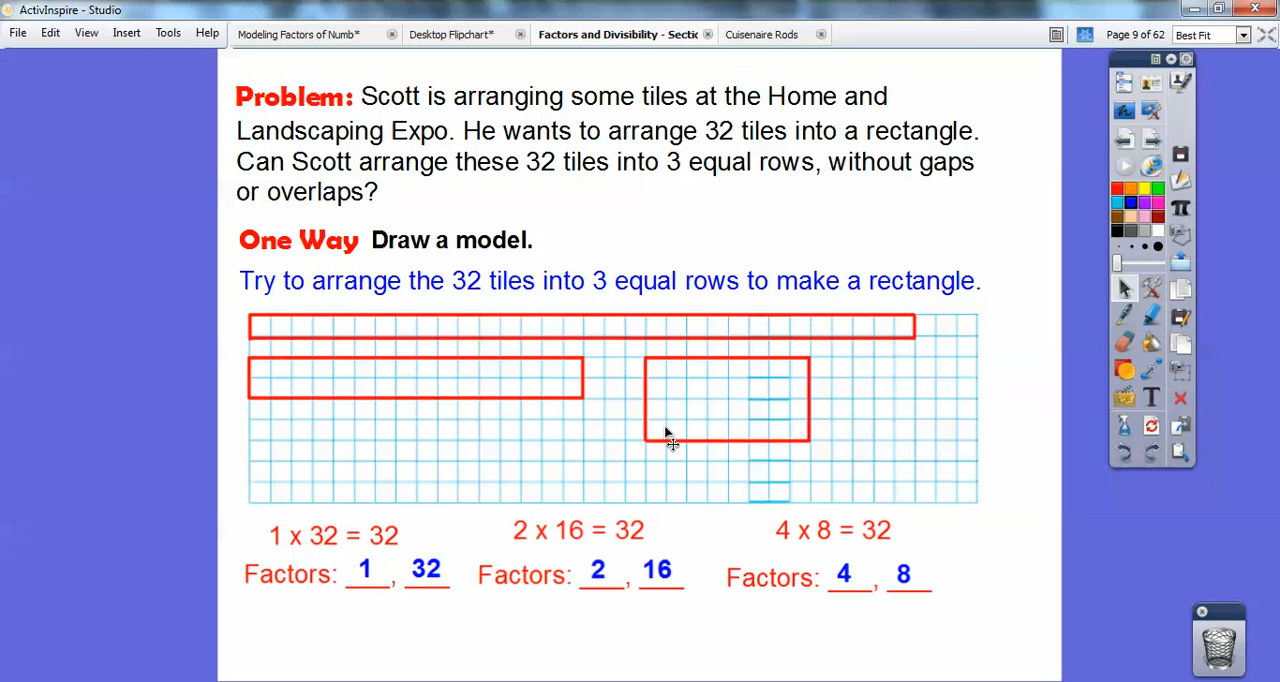 ActivInspire - Studio
File Edit View Insert Tools Help
Modeling Factors of Numb* Desktop Flipchart* Factors and Divisibility - Sectic Cuisenaire Rods
Page 9 of 62 Best Fit
Problem: Scott is arranging some tiles at the Home and
Landscaping Expo. He wants to arrange 32 tiles into a rectangle.
Can Scott arrange these 32 tiles into 3 equal rows, without gaps
or overlaps?
One Way Draw a model.
Try to arrange the 32 tiles into 3 equal rows to make a rectangle.
1 x 32 = 32
2 x 16 = 32
4 x 8 = 32
Factors: 1, 32
Factors: 2, 16
Factors: 4, 8